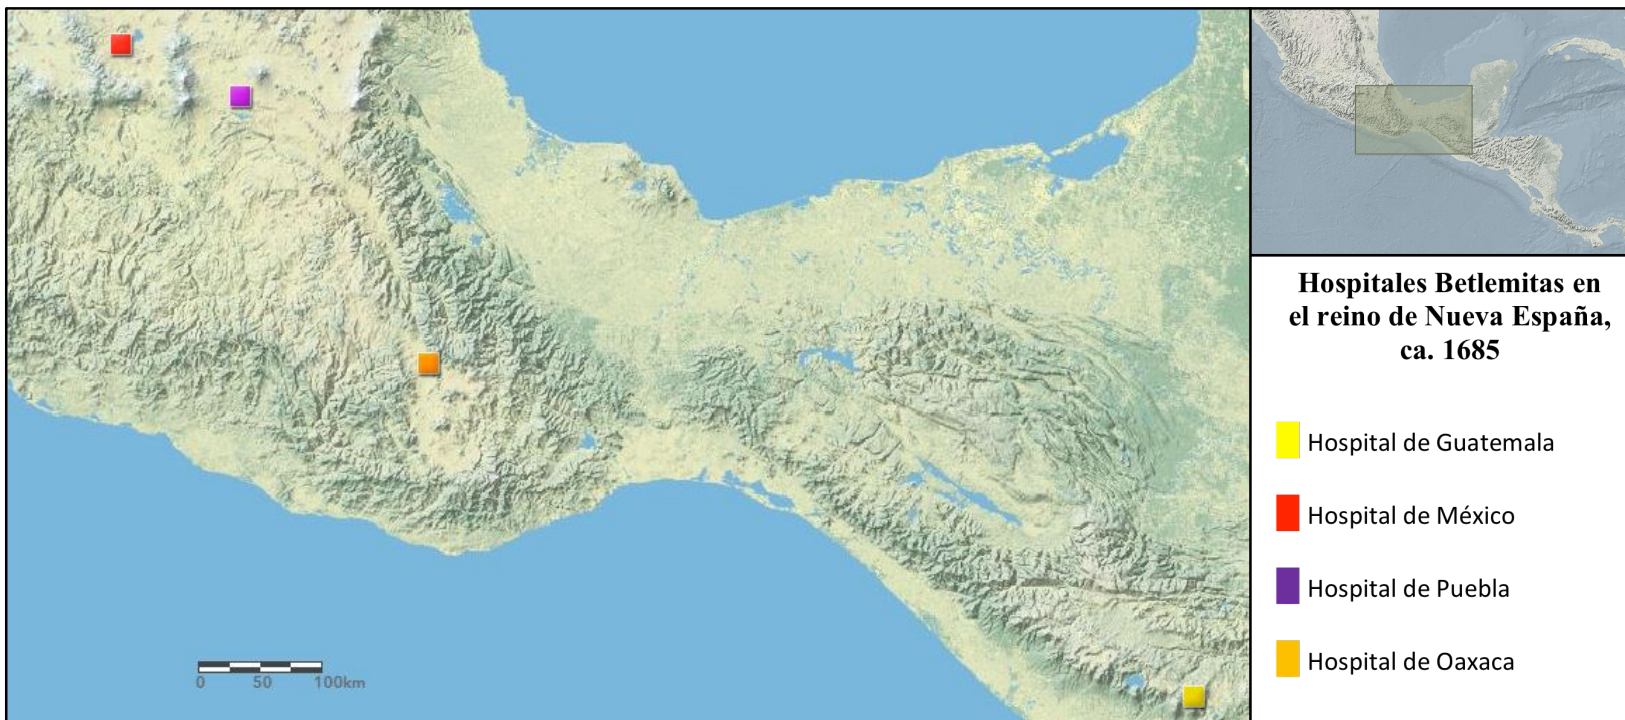 Hospitales Betlemitas en
el reino de Nueva España,
ca. 1685
Hospital de Guatemala
Hospital de México
Hospital de Puebla
Hospital de Oaxaca
0 50 100km